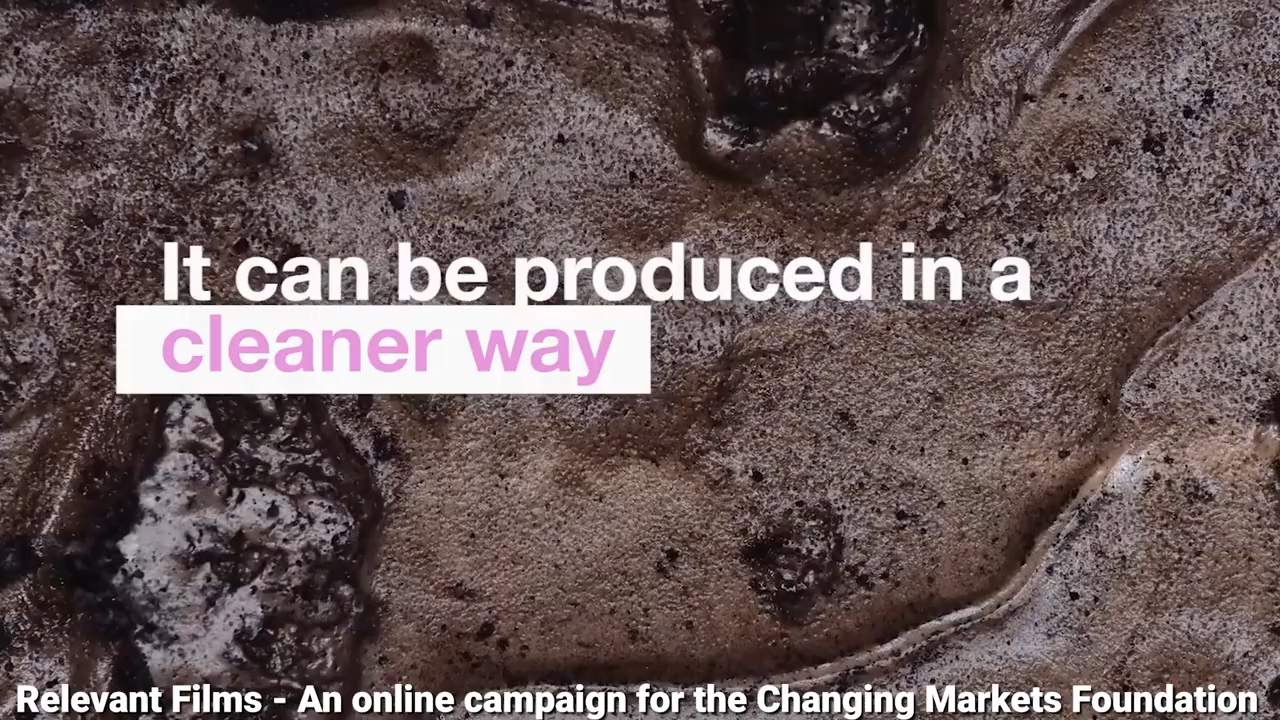 It can be produced in a
cleaner way
Relevant Films - An online campaign for the Changing Markets Foundation